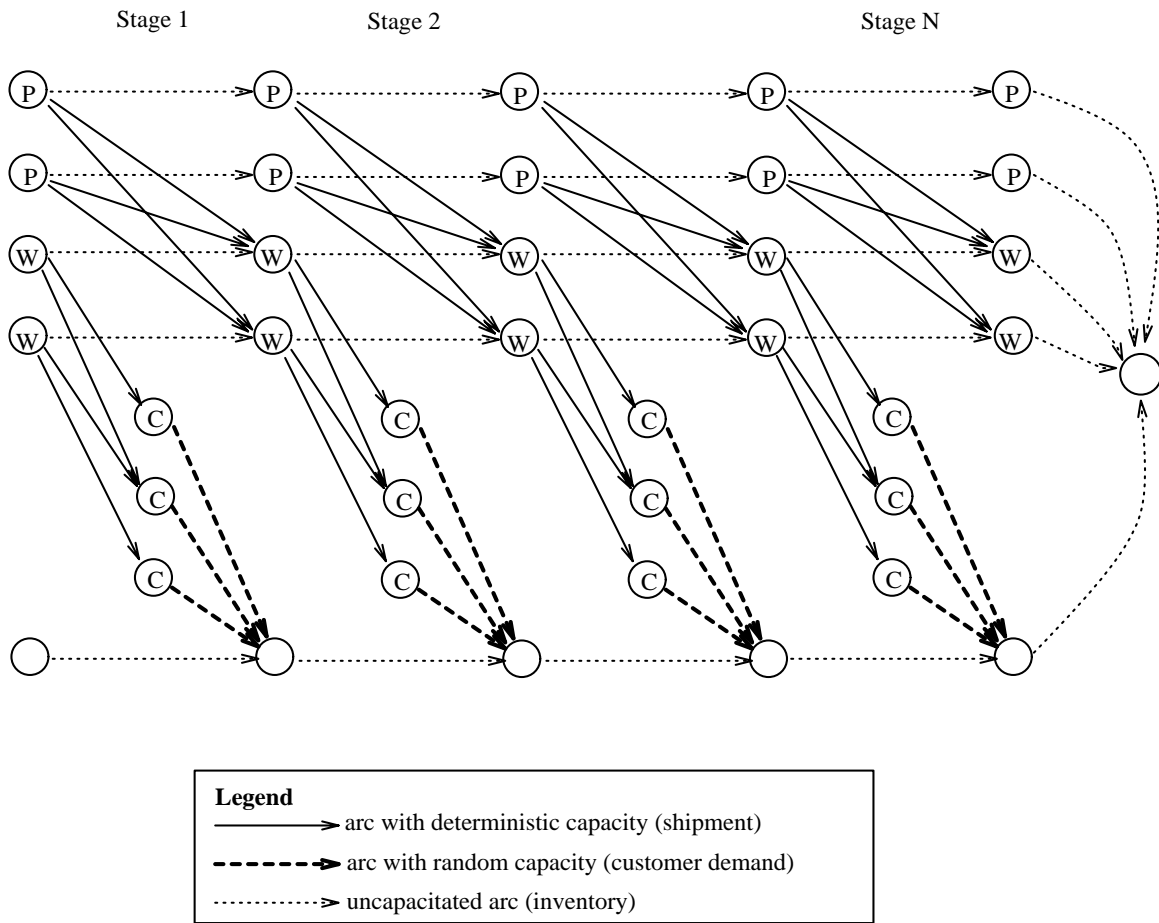 Stage 1 Stage 2 Stage N
P P P P P
P P P P P
W W W W W
W W W W W
C C C C
C C C C
C C C C
Legend
arc with deterministic capacity (shipment)
arc with random capacity (customer demand)
uncapacitated arc (inventory)